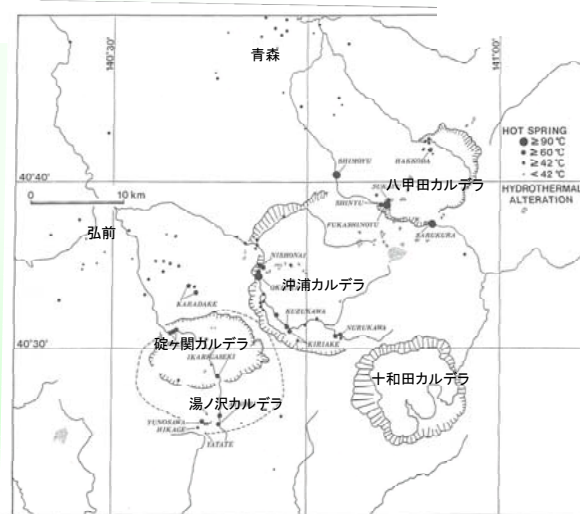 青森
140°30'
141°00'
HOT SPRING
≥90℃
≥60℃
≥42℃
<42℃
HYDROTHERMAL
ALTERATION
SHIMOYU
HAKKODA
40°40'
八甲田カルデラ
0 10 km
SHINYU
FUKASHINOYU
SARUKURA
弘前
NISHONAI
沖浦カルデラ
KARADAKE
KUZUKAWA
NURUKAWA
KIRIAKE
40°30'
碇ヶ関カルデラ
IKARIGASEKI
十和田カルデラ
湯ノ沢カルデラ
YUNOSAWA
HIKAGE
YATATE